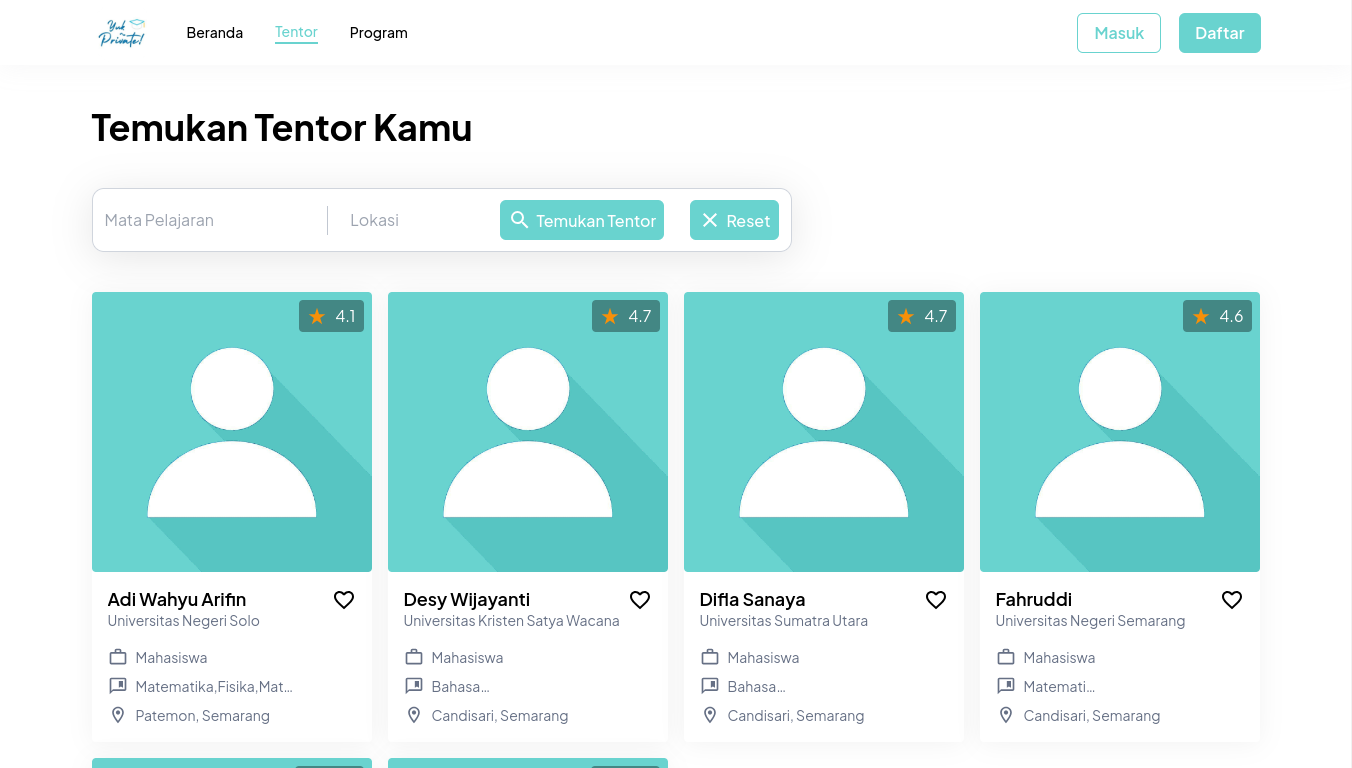 Yuk
Private!
Beranda
Tentor
Program
Masuk
Daftar
Temukan Tentor Kamu
Mata Pelajaran
Lokasi
Temukan Tentor
Reset
4.1
4.7
4.7
4.6
Adi Wahyu Arifin
Universitas Negeri Solo
Mahasiswa
Matematika,Fisika,Mat...
Patemon, Semarang
Desy Wijayanti
Universitas Kristen Satya Wacana
Mahasiswa
Bahasa...
Candisari, Semarang
Difla Sanaya
Universitas Sumatra Utara
Mahasiswa
Bahasa...
Candisari, Semarang
Fahruddi
Universitas Negeri Semarang
Mahasiswa
Matemati...
Candisari, Semarang